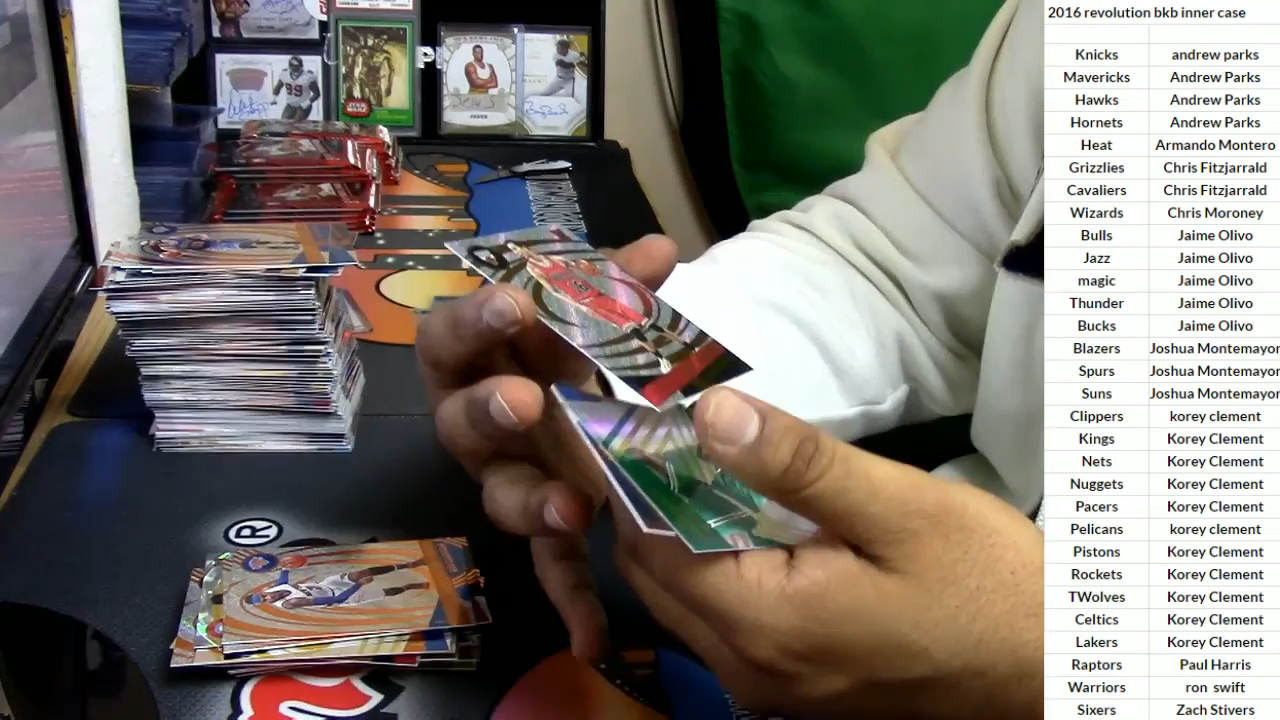 2016 revolution bkb inner case
Knicks andrew parks
Mavericks Andrew Parks
Hawks Andrew Parks
Hornets Andrew Parks
Heat Armando Montero
Grizzlies Chris Fitzjarrald
Cavaliers Chris Fitzjarrald
Wizards Chris Moroney
Bulls Jaime Olivo
Jazz Jaime Olivo
magic Jaime Olivo
Thunder Jaime Olivo
Bucks Jaime Olivo
Blazers Joshua Montemayor
Spurs Joshua Montemayor
Suns Joshua Montemayor
Clippers korey clement
Kings Korey Clement
Nets Korey Clement
Nuggets Korey Clement
Pacers Korey Clement
Pelicans korey clement
Pistons Korey Clement
Rockets Korey Clement
TWolves Korey Clement
Celtics Korey Clement
Lakers Korey Clement
Raptors Paul Harris
Warriors ron swift
Sixers Zach Stivers
STAR WARS
99
R